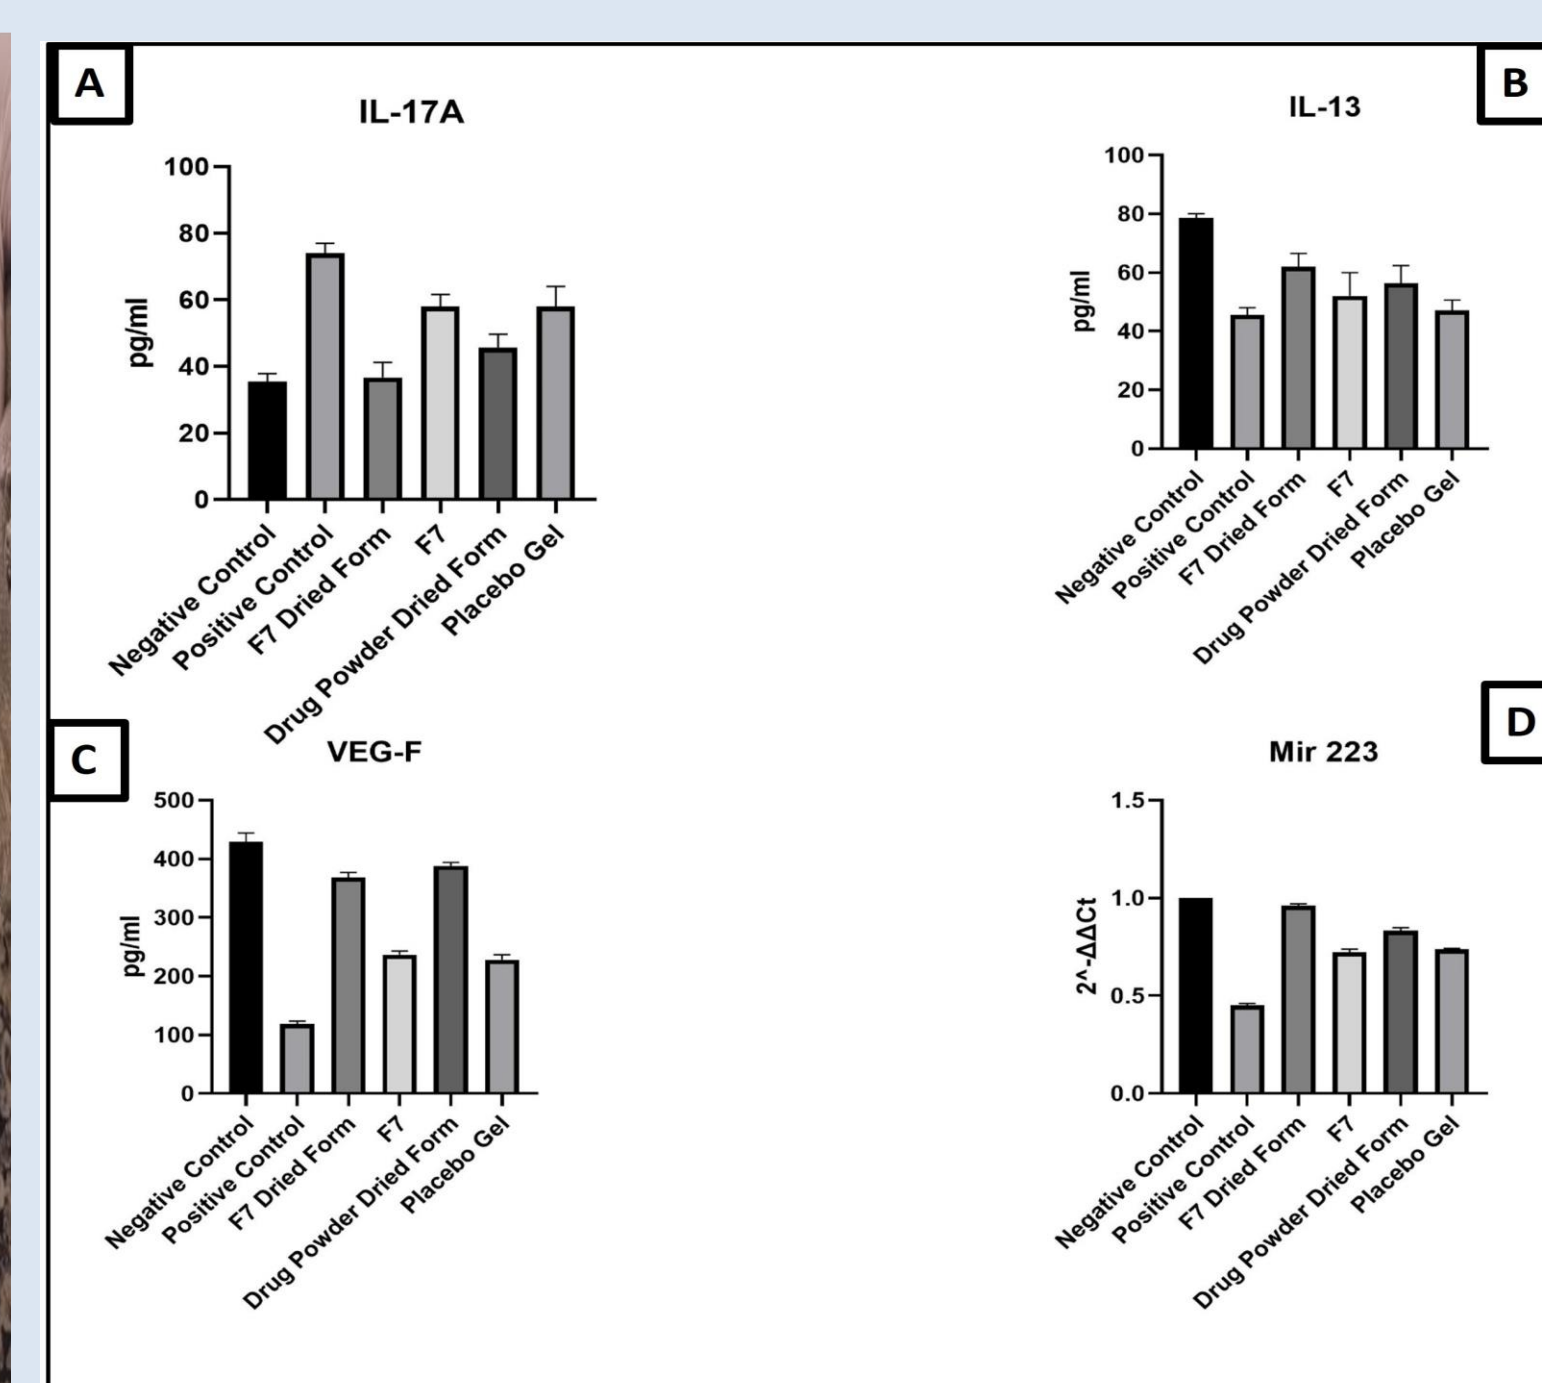 A
IL-17A
100
80
60
40
20
0
pg/ml
Negative Control
Positive Control
F7 Dried Form
F7
Drug Powder Dried Form
Placebo Gel
B
IL-13
100
80
60
40
20
0
pg/ml
Negative Control
Positive Control
F7 Dried Form
F7
Drug Powder Dried Form
Placebo Gel
C
VEG-F
500
400
300
200
100
0
pg/ml
Negative Control
Positive Control
F7 Dried Form
F7
Drug Powder Dried Form
Placebo Gel
D
Mir 223
1.5
1.0
0.5
0.0
2^-ΔΔCt
Negative Control
Positive Control
F7 Dried Form
F7
Drug Powder Dried Form
Placebo Gel